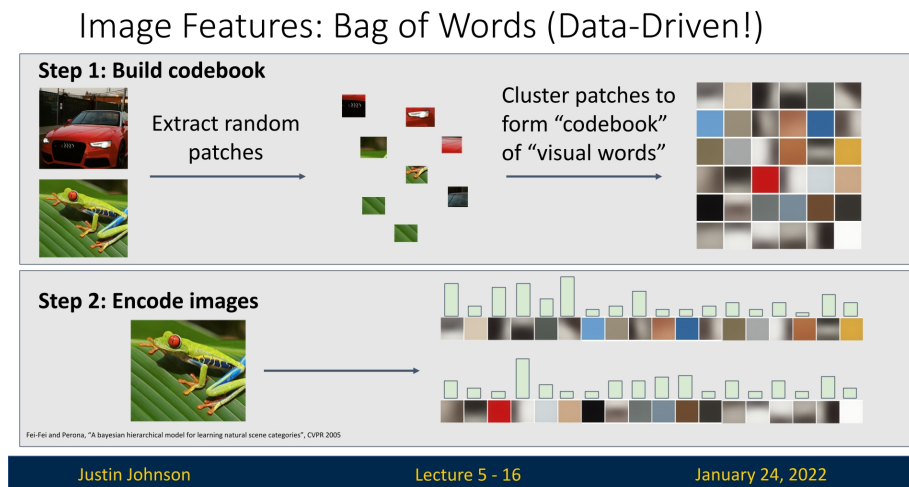 Image Features: Bag of Words (Data-Driven!)
Step 1: Build codebook
Extract random
patches
Cluster patches to
form “codebook”
of “visual words”
Step 2: Encode images
Fei-Fei and Perona, “A bayesian hierarchical model for learning natural scene categories”, CVPR 2005
Justin Johnson
Lecture 5 - 16
January 24, 2022